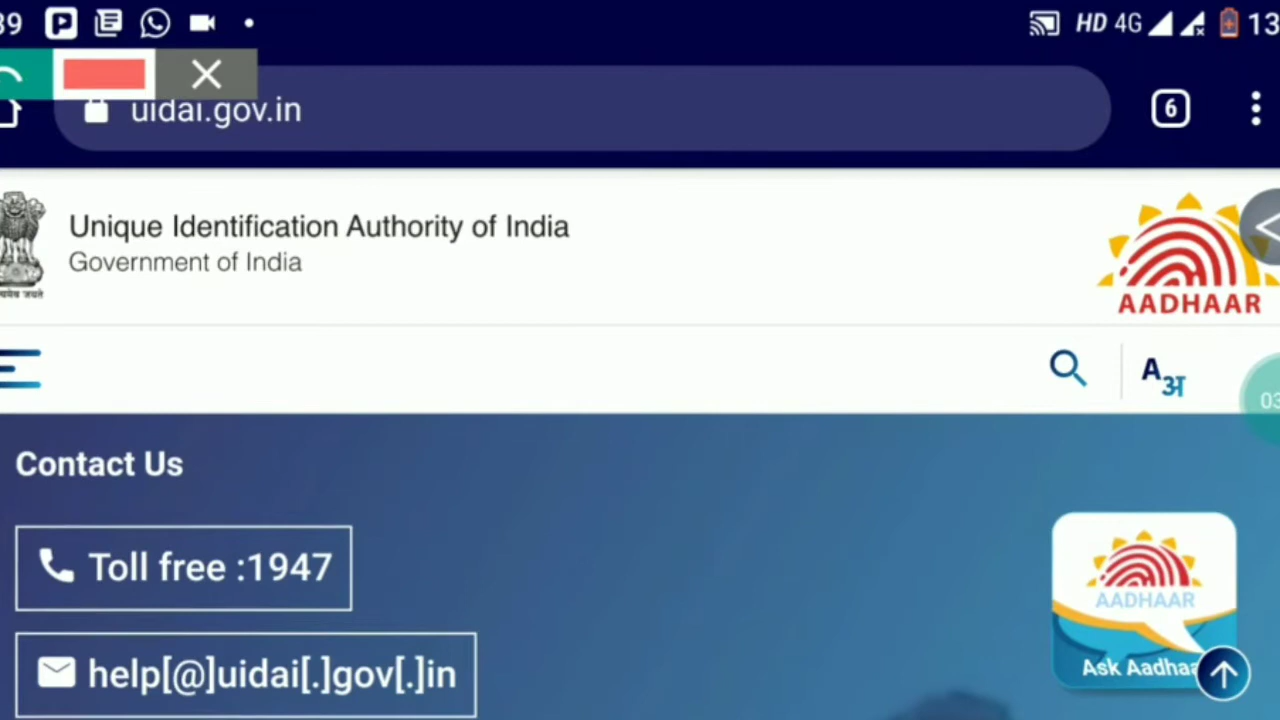 39
HD 4G 13
6
uidai.gov.in
Unique Identification Authority of India
Government of India
AADHAAR
A अ
03
Contact Us
Toll free :1947
help[@]uidai[.]gov[.]in
AADHAAR
Ask Aadhaa